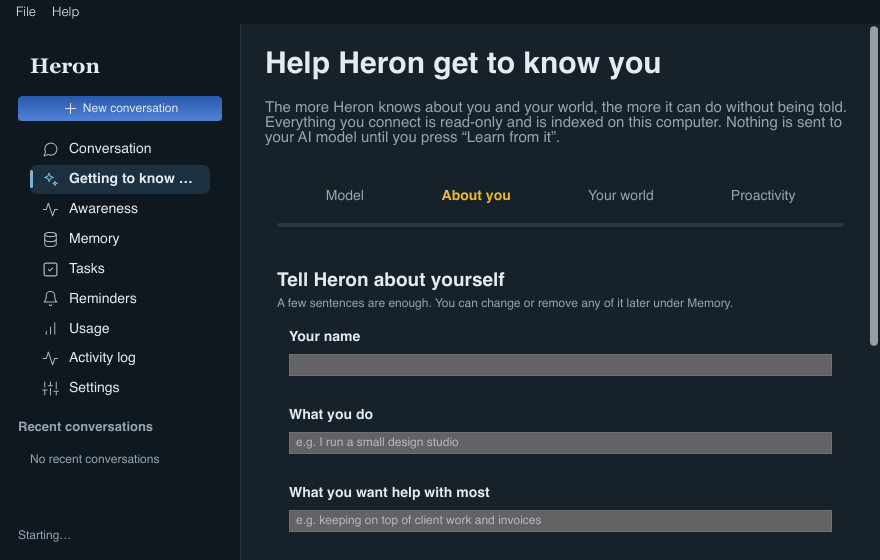 File Help
Heron
New conversation
Conversation
Getting to know ...
Awareness
Memory
Tasks
Reminders
Usage
Activity log
Settings
Recent conversations
No recent conversations
Starting...
Help Heron get to know you
The more Heron knows about you and your world, the more it can do without being told.
Everything you connect is read-only and is indexed on this computer. Nothing is sent to
your AI model until you press “Learn from it”.
Model About you Your world Proactivity
Tell Heron about yourself
A few sentences are enough. You can change or remove any of it later under Memory.
Your name
What you do
e.g. I run a small design studio
What you want help with most
e.g. keeping on top of client work and invoices